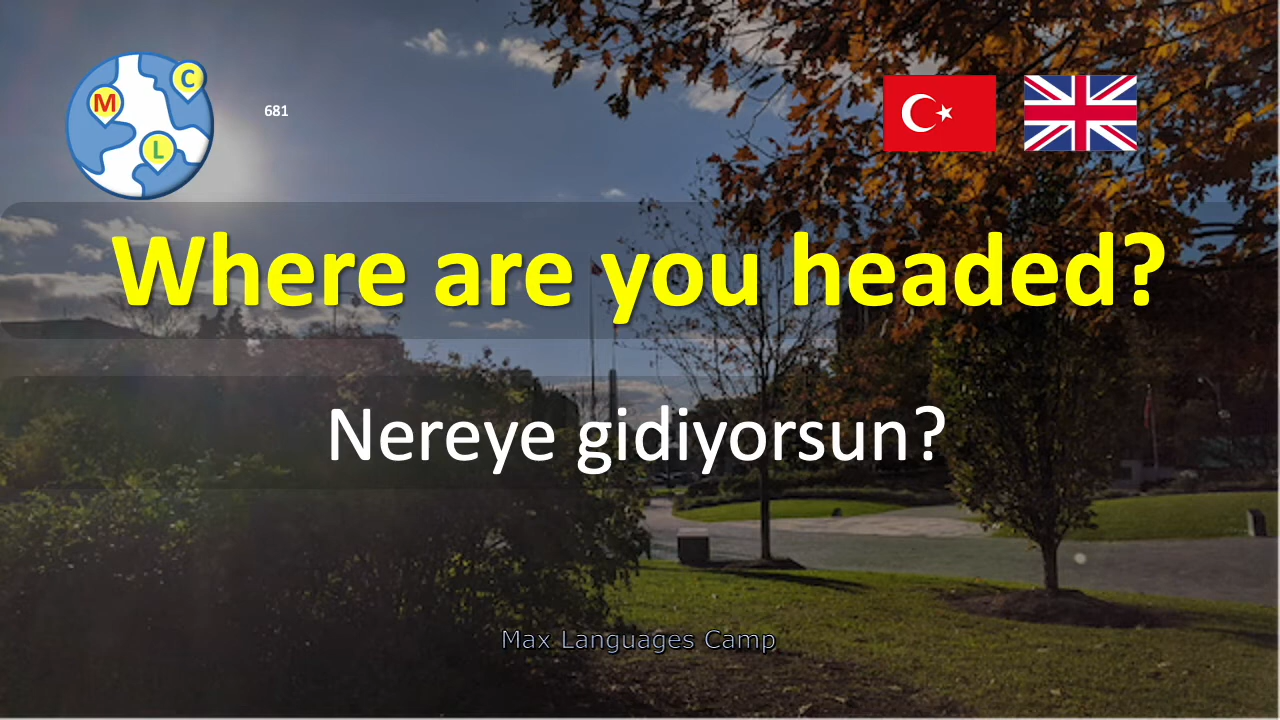 M
C
L
681
Where are you headed?
Nereye gidiyorsun?
Max Languages Camp